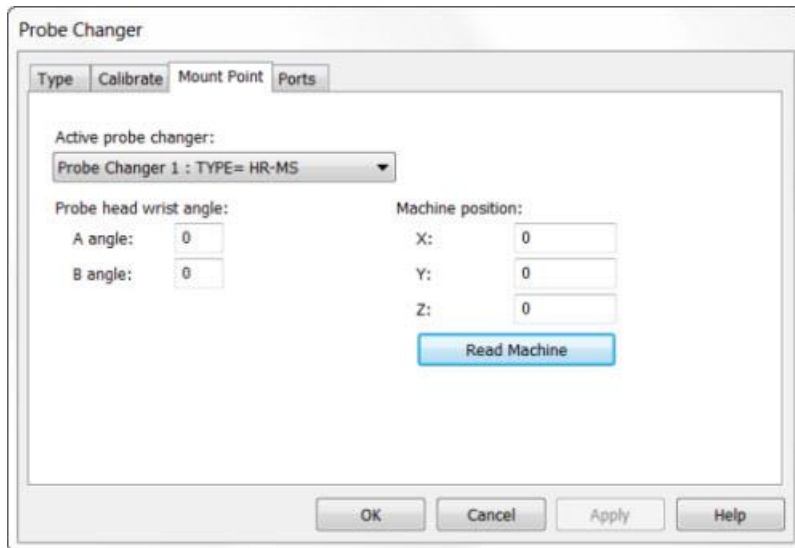 Probe Changer
Type Calibrate Mount Point Ports
Active probe changer:
Probe Changer 1 : TYPE= HR-MS
Probe head wrist angle: Machine position:
A angle: 0 X: 0
B angle: 0 Y: 0
Z: 0
Read Machine
OK Cancel Apply Help